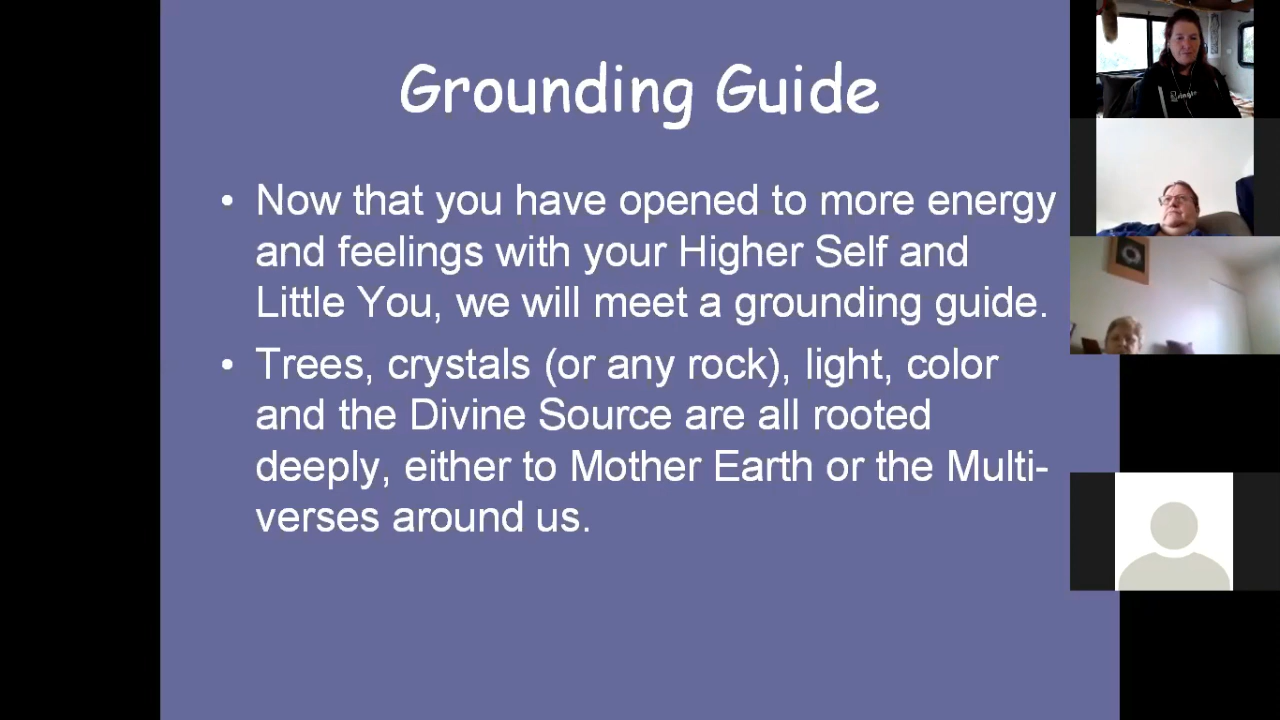 Grounding Guide
• Now that you have opened to more energy
and feelings with your Higher Self and
Little You, we will meet a grounding guide.
• Trees, crystals (or any rock), light, color
and the Divine Source are all rooted
deeply, either to Mother Earth or the Multi-
verses around us.